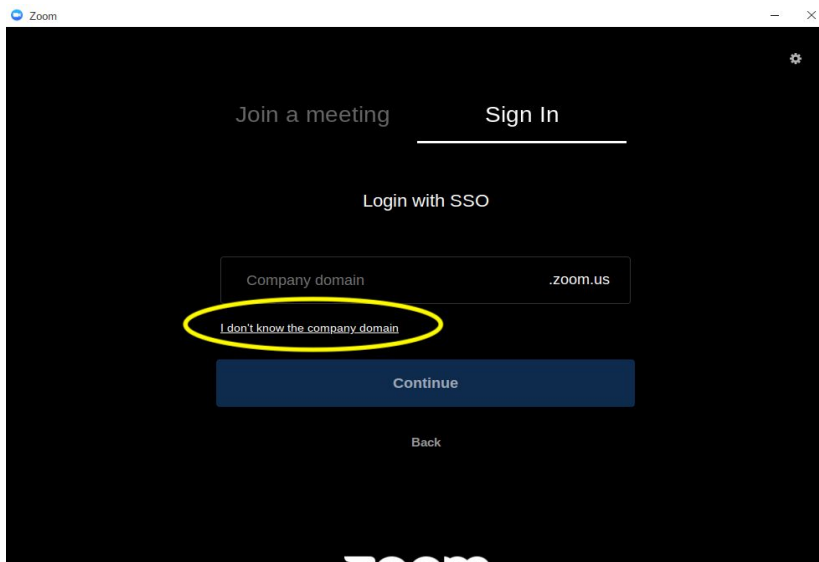 Zoom
Join a meeting Sign In
Login with SSO
Company domain .zoom.us
I don't know the company domain
Continue
Back
zoom